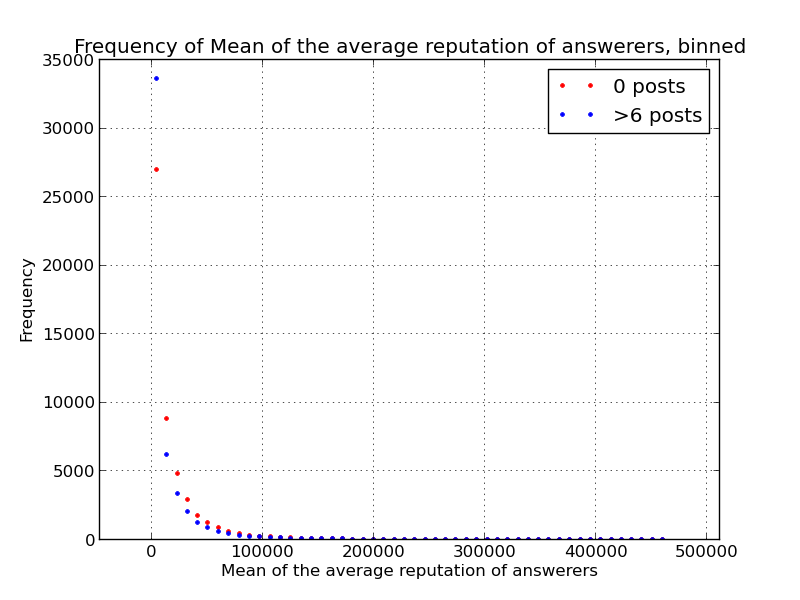 Frequency of Mean of the average reputation of answerers, binned
0 posts
>6 posts
35000
30000
25000
20000
15000
10000
5000
0
Frequency
0 100000 200000 300000 400000 500000
Mean of the average reputation of answerers